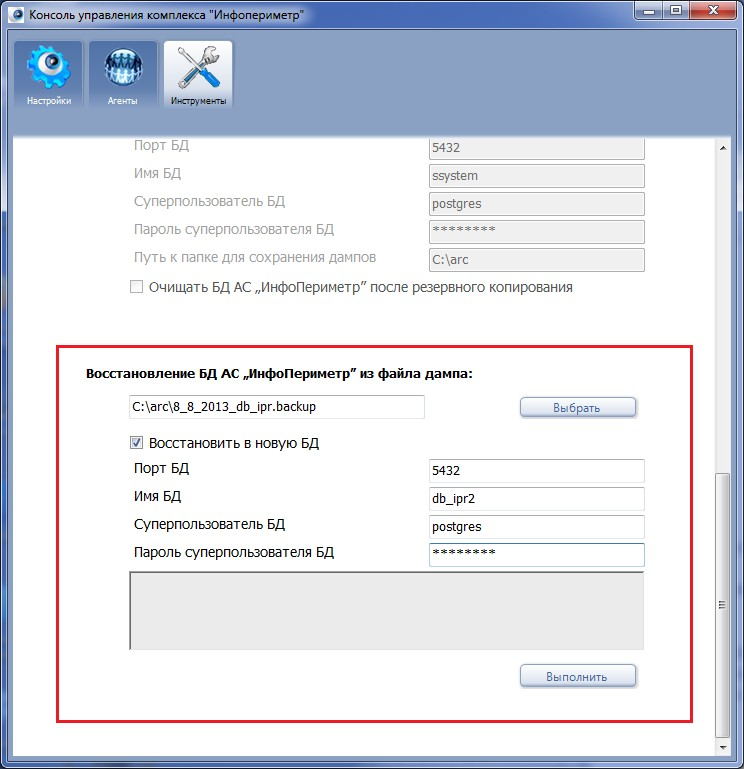 Консоль управления комплекса "Инфопериметр"
Настройки Агенты Инструменты
Порт БД 5432
Имя БД ssystem
Суперпользователь БД postgres
Пароль суперпользователя БД ********
Путь к папке для сохранения дампов C:\arc
Очищать БД АС „ИнфоПериметр” после резервного копирования
Восстановление БД АС „ИнфоПериметр” из файла дампа:
C:\arc\8_8_2013_db_ipr.backup Выбрать
Восстановить в новую БД
Порт БД 5432
Имя БД db_ipr2
Суперпользователь БД postgres
Пароль суперпользователя БД ********
Выполнить